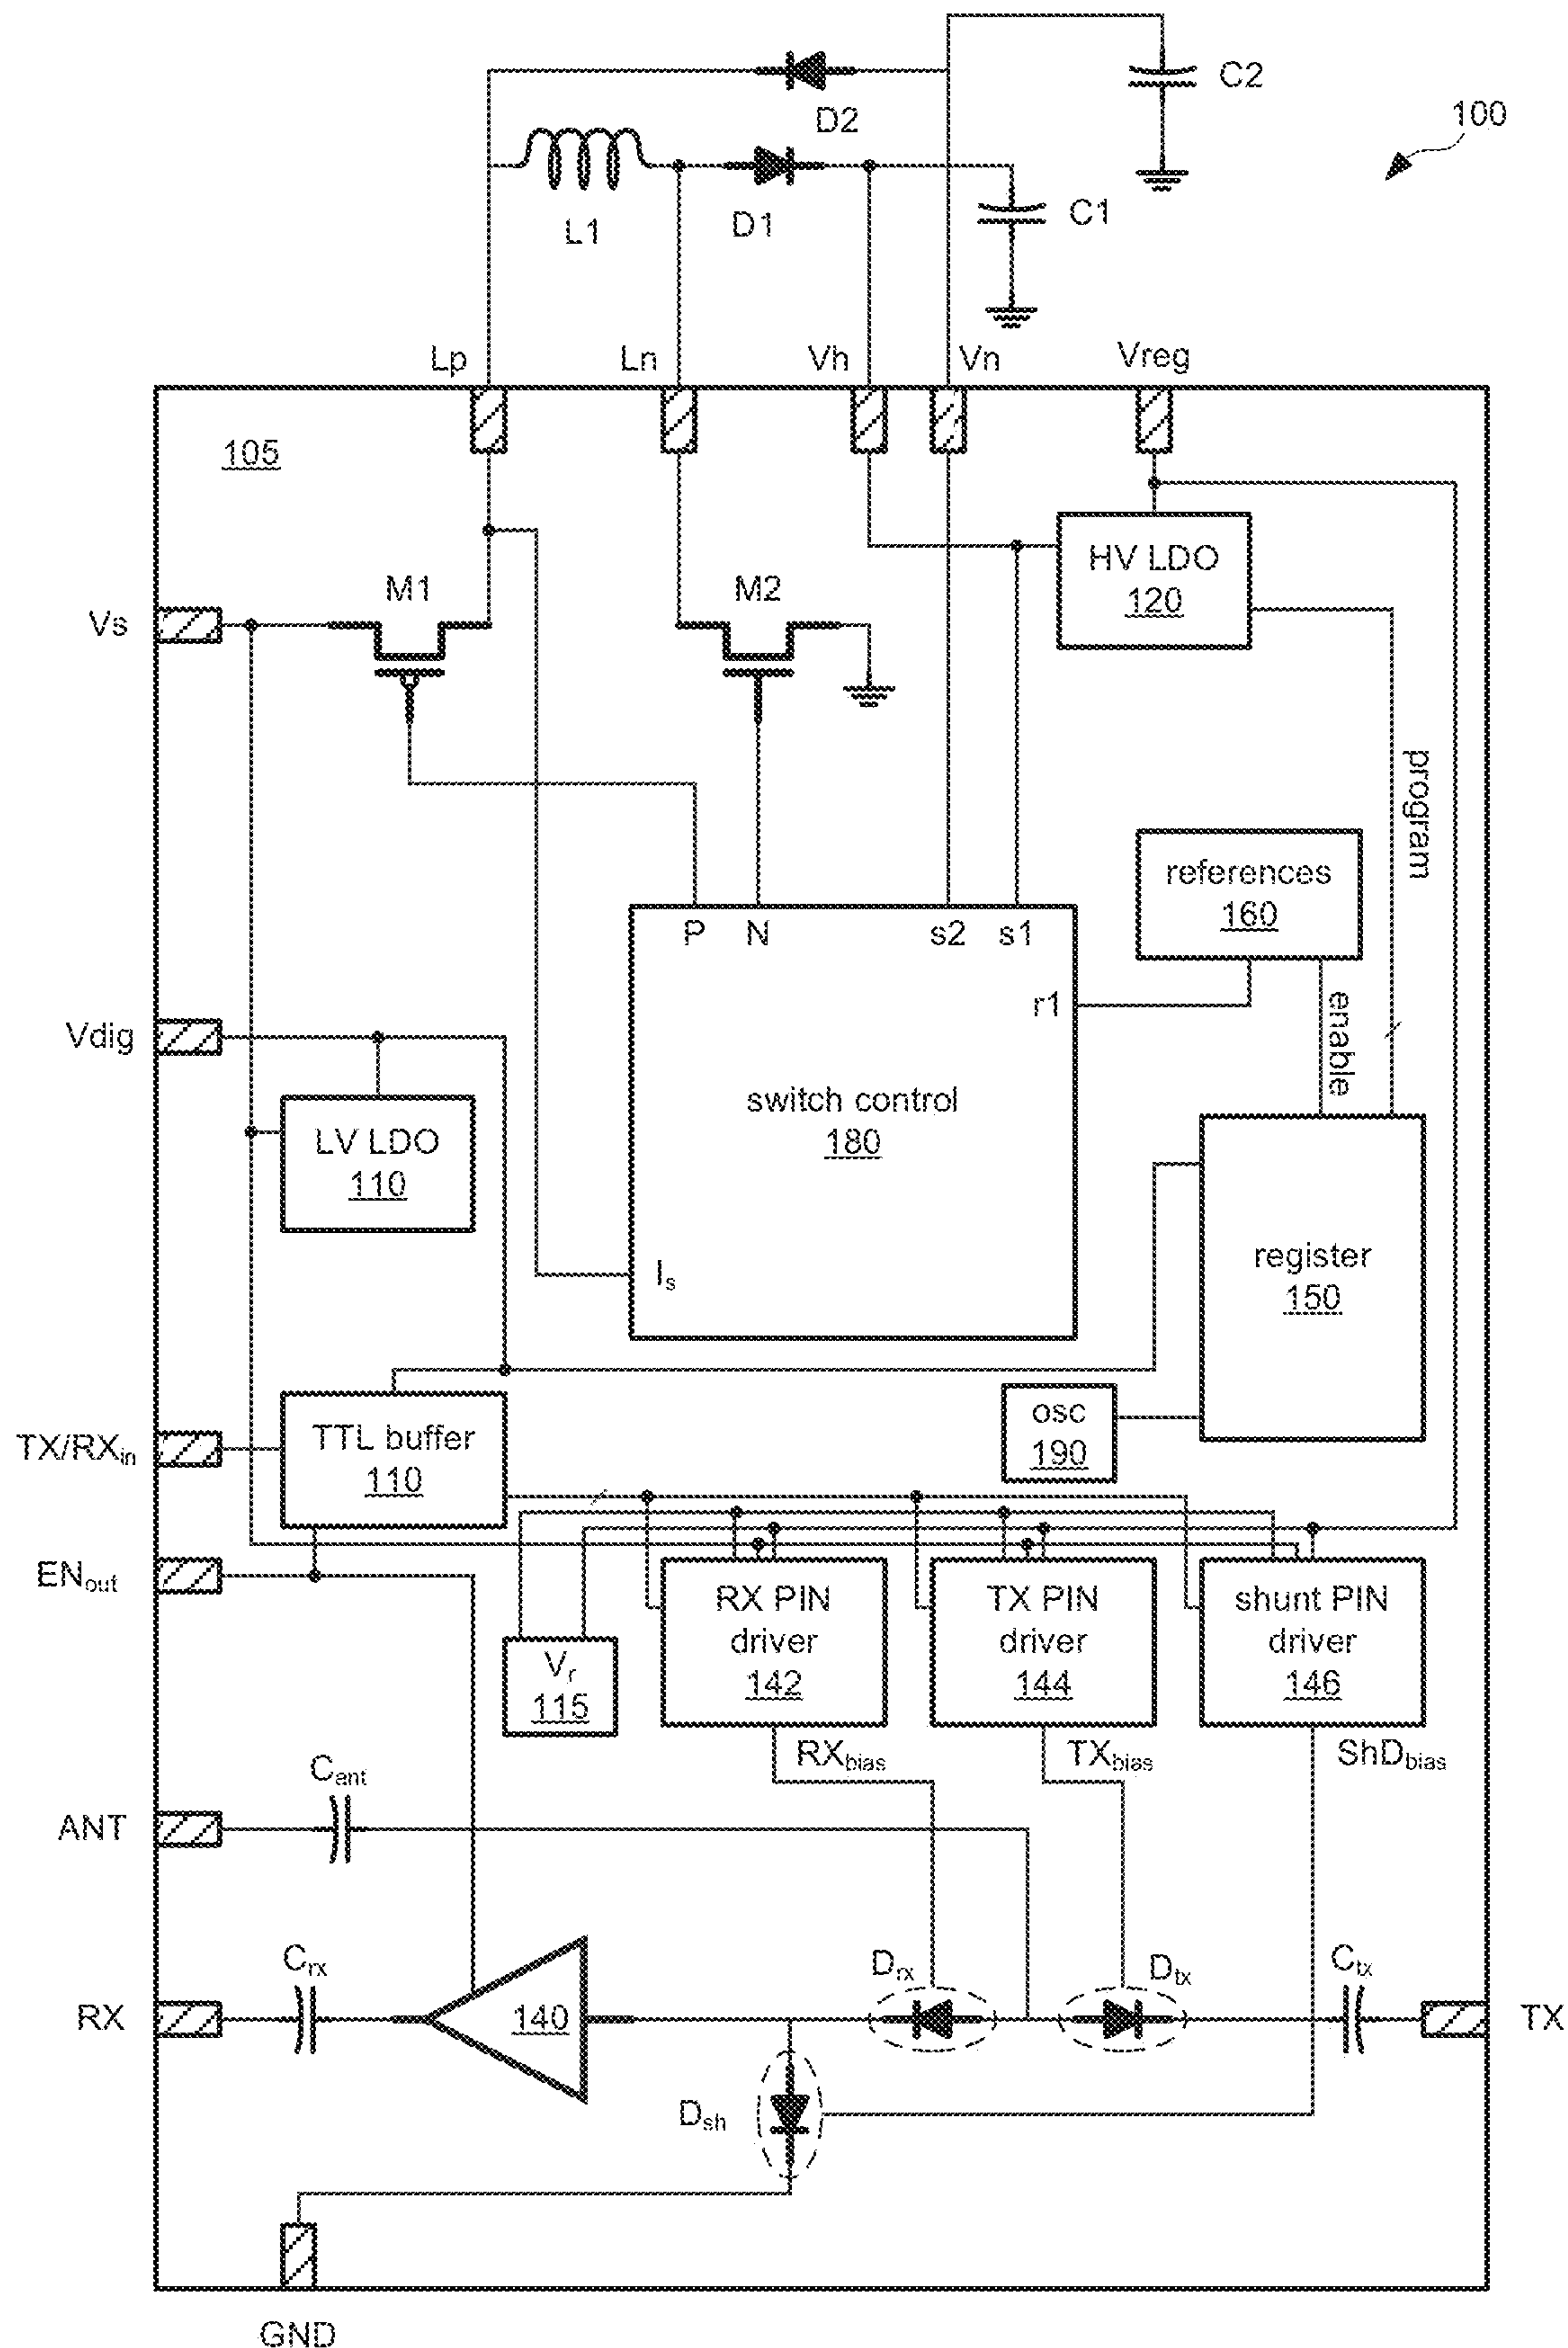 C2
D2
100
L1
D1
C1
Lp
Ln
Vh
Vn
Vreg
105
HV LDO
120
M1
M2
Vs
program
references
160
P
N
s2
s1
r1
enable
Vdig
LV LDO
110
switch control
180
register
150
Is
osc
190
TX/RXin
TTL buffer
110
ENout
RX PIN
driver
142
TX PIN
driver
144
shunt PIN
driver
146
Vr
115
RXbias
TXbias
ShDbias
Cant
ANT
Crx
Drx
Dtx
Ctx
RX
140
TX
Dsh
GND